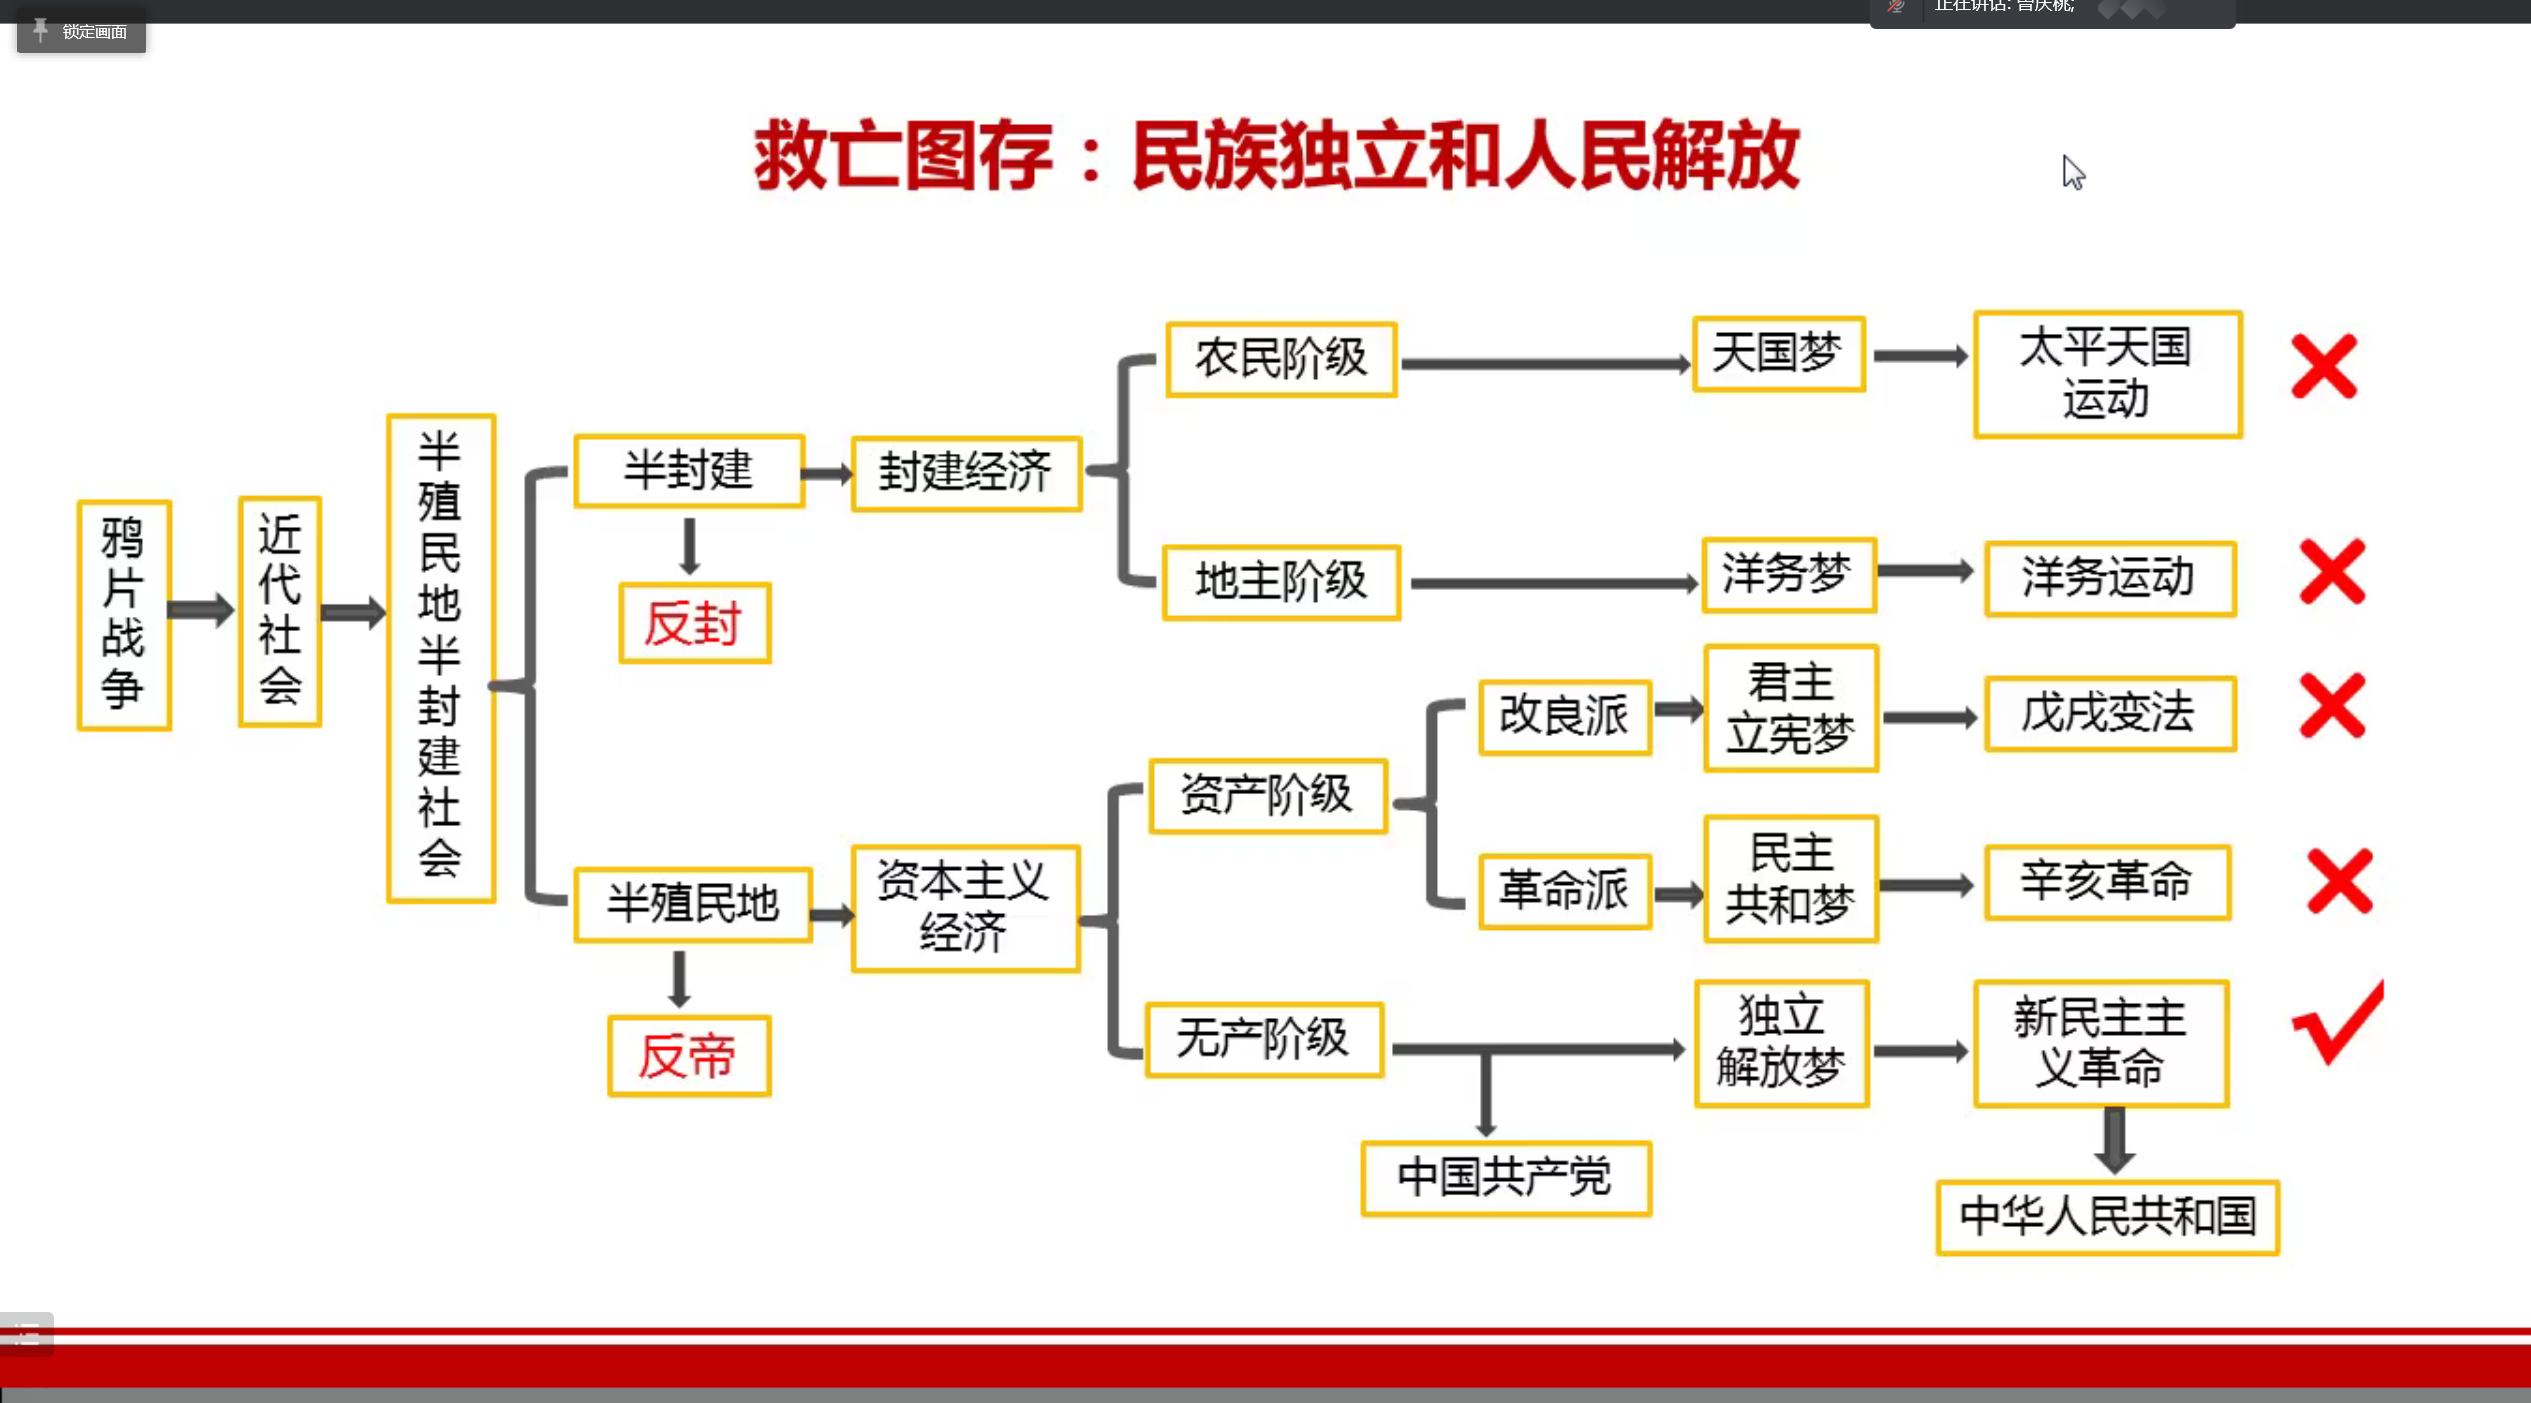 锁定画面
正在讲话:
救亡图存：民族独立和人民解放
鸦片战争
近代社会
半殖民地半封建社会
半封建
反封
封建经济
农民阶级
天国梦
太平天国
运动
地主阶级
洋务梦
洋务运动
半殖民地
反帝
资本主义
经济
资产阶级
改良派
君主
立宪梦
戊戌变法
革命派
民主
共和梦
辛亥革命
无产阶级
独立
解放梦
新民主主
义革命
中国共产党
中华人民共和国